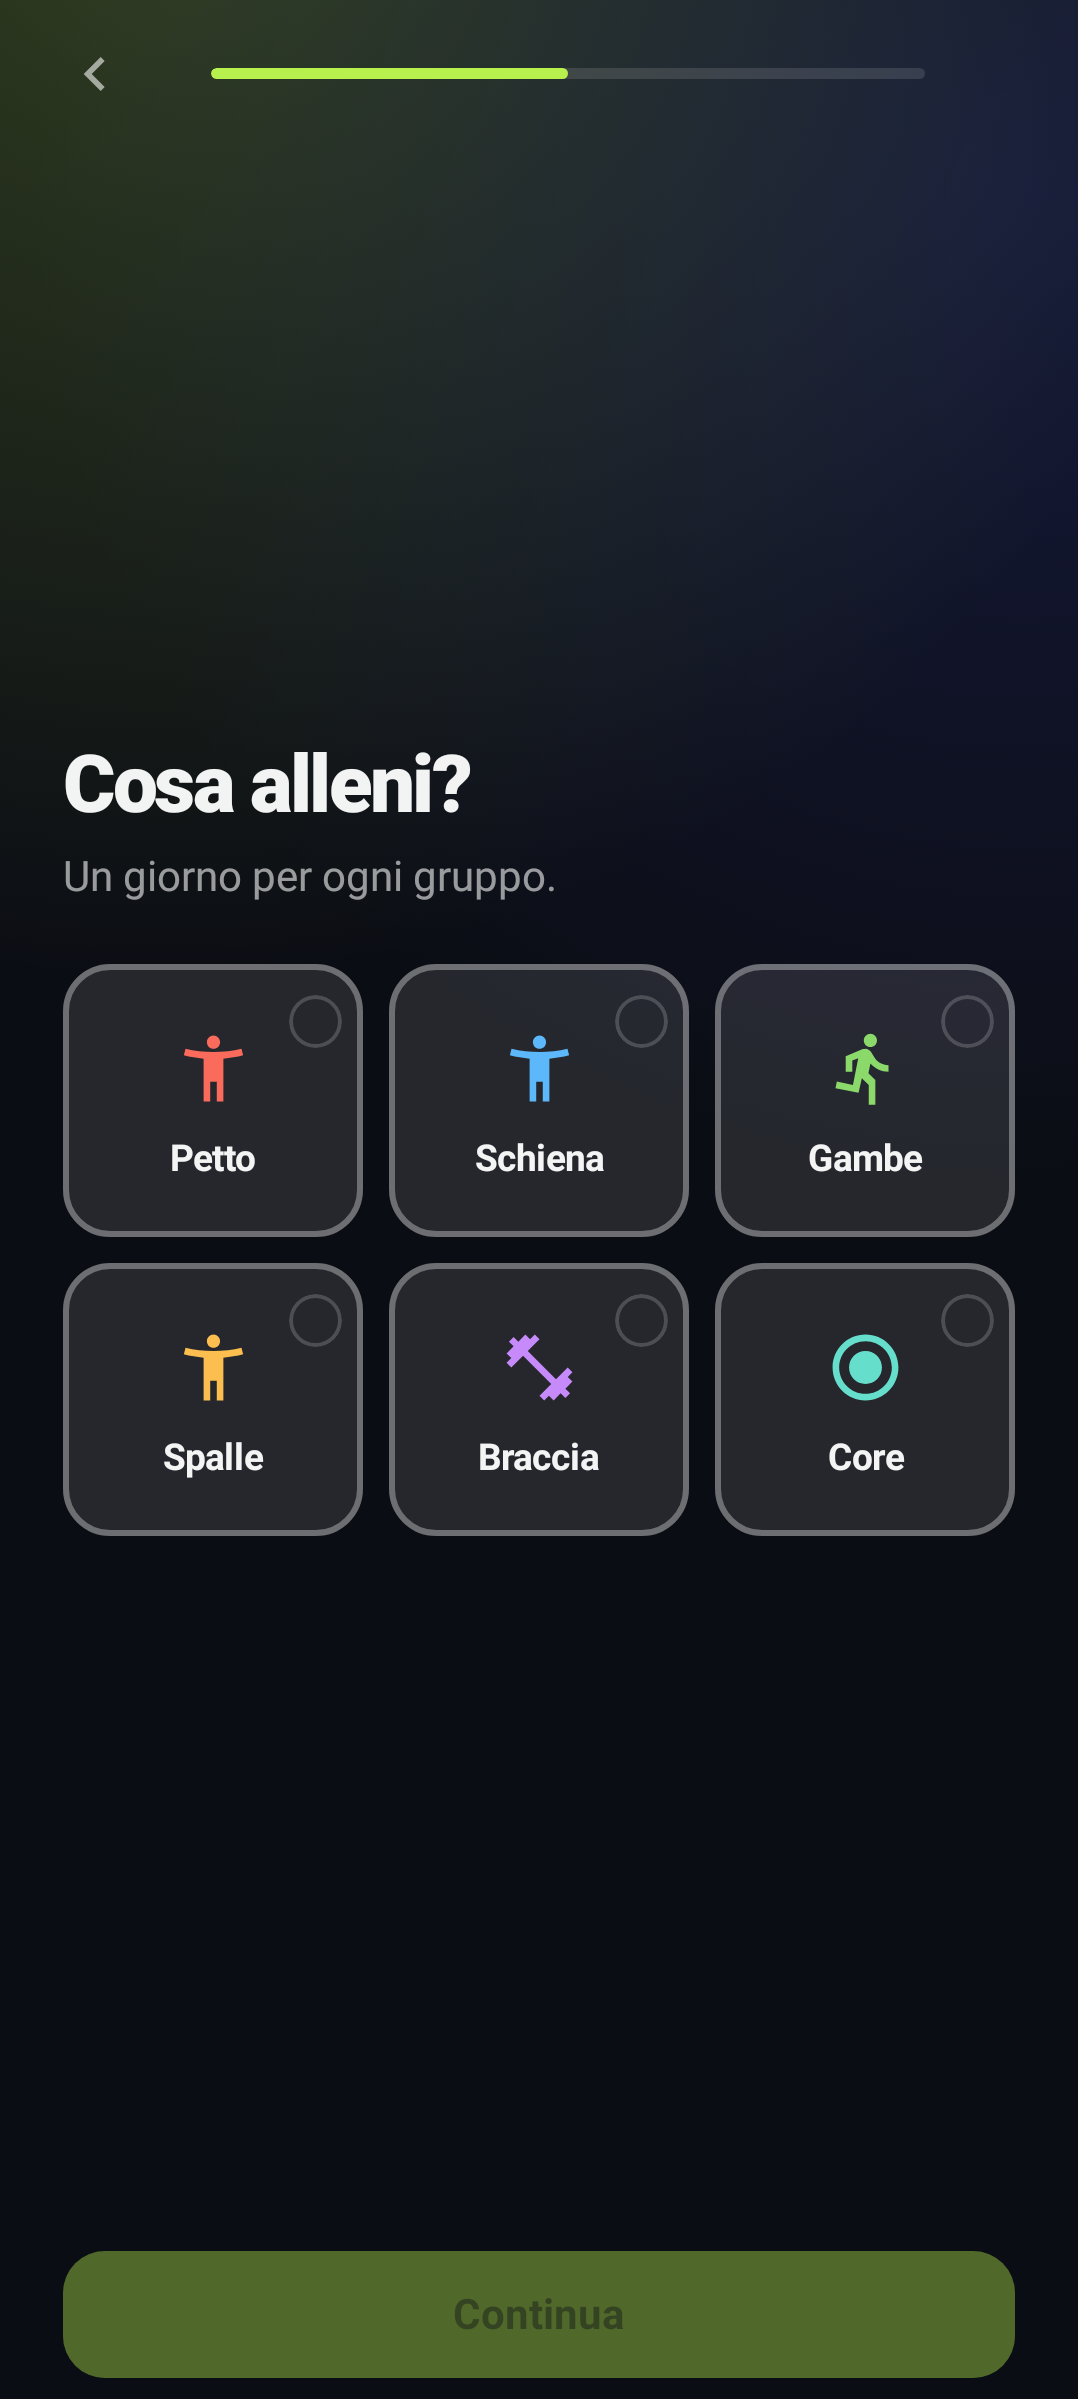 Cosa alleni?
Un giorno per ogni gruppo.
Petto
Schiena
Gambe
Spalle
Braccia
Core
Continua